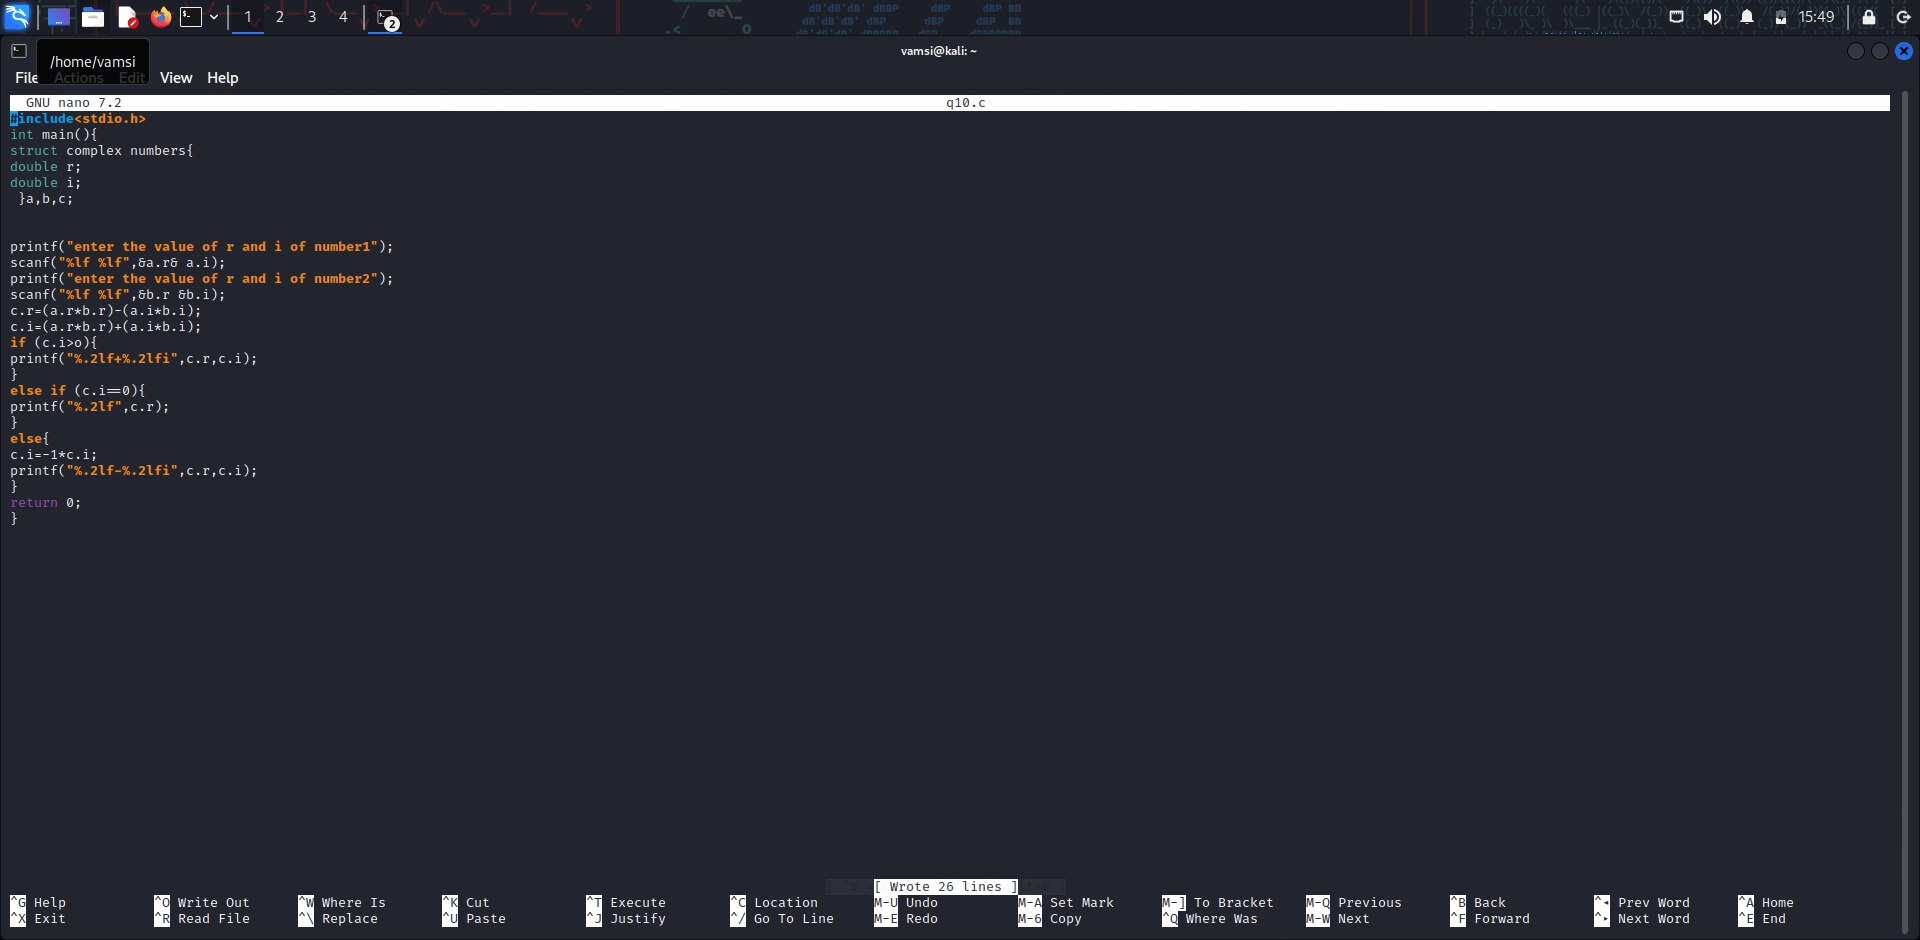 1 2 3 4 2 15:49
vamsi@kali: ~
/home/vamsi
File Actions Edit View Help
GNU nano 7.2 q10.c
#include<stdio.h>
int main(){
struct complex numbers{
double r;
double i;
}a,b,c;
printf("enter the value of r and i of number1");
scanf("%lf %lf",&a.r& a.i);
printf("enter the value of r and i of number2");
scanf("%lf %lf",&b.r &b.i);
c.r=(a.r*b.r)-(a.i*b.i);
c.i=(a.r*b.r)+(a.i*b.i);
if (c.i>o){
printf("%.2lf+%.2lfi",c.r,c.i);
}
else if (c.i==0){
printf("%.2lf",c.r);
}
else{
c.i=-1*c.i;
printf("%.2lf-%.2lfi",c.r,c.i);
}
return 0;
}
[ Wrote 26 lines ]
^G Help ^O Write Out ^W Where Is ^K Cut ^T Execute ^C Location M-U Undo M-A Set Mark M-] To Bracket M-Q Previous ^B Back ^◂ Prev Word ^A Home
^X Exit ^R Read File ^\ Replace ^U Paste ^J Justify ^/ Go To Line M-E Redo M-6 Copy ^Q Where Was M-W Next ^F Forward ^▸ Next Word ^E End